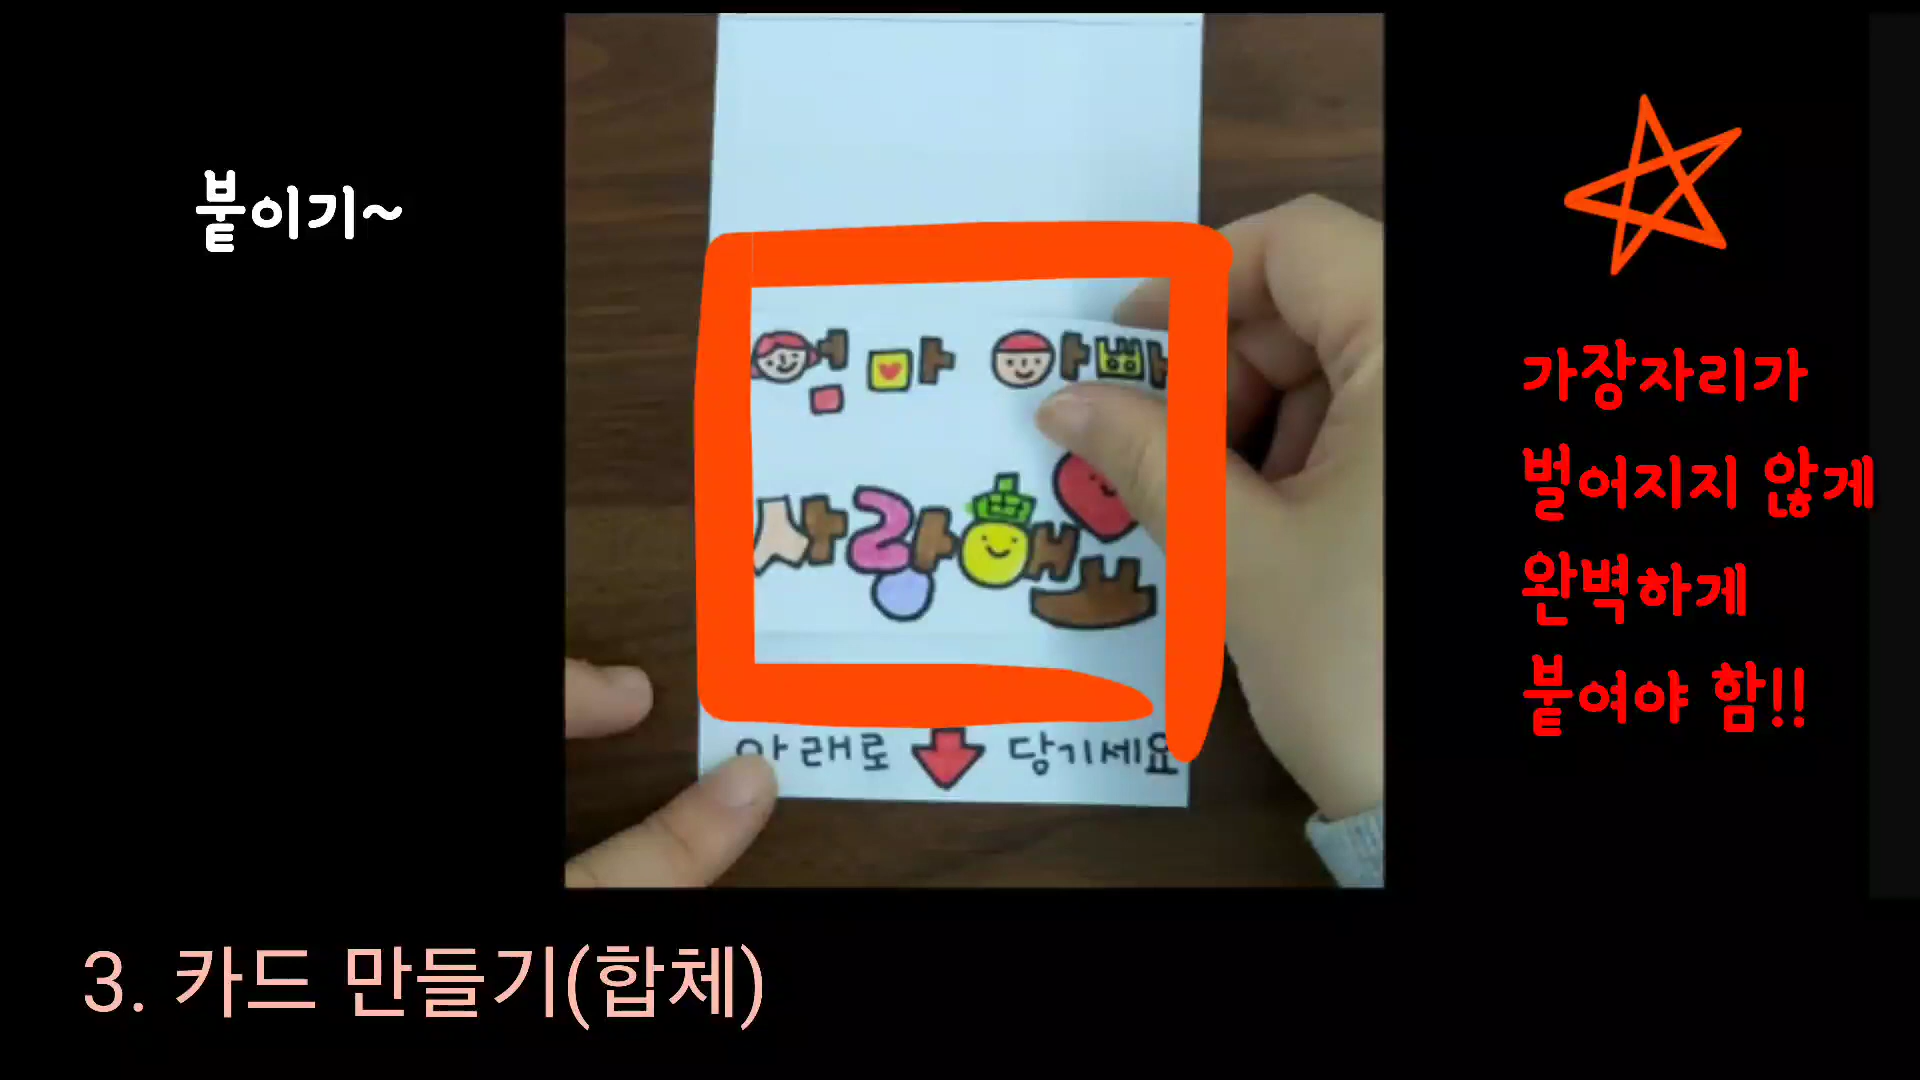 붙이기~
엄마 아빠
사랑해요
아래로 당기세요
가장자리가
벌어지지 않게
완벽하게
붙여야 함!!
3. 카드 만들기(합체)